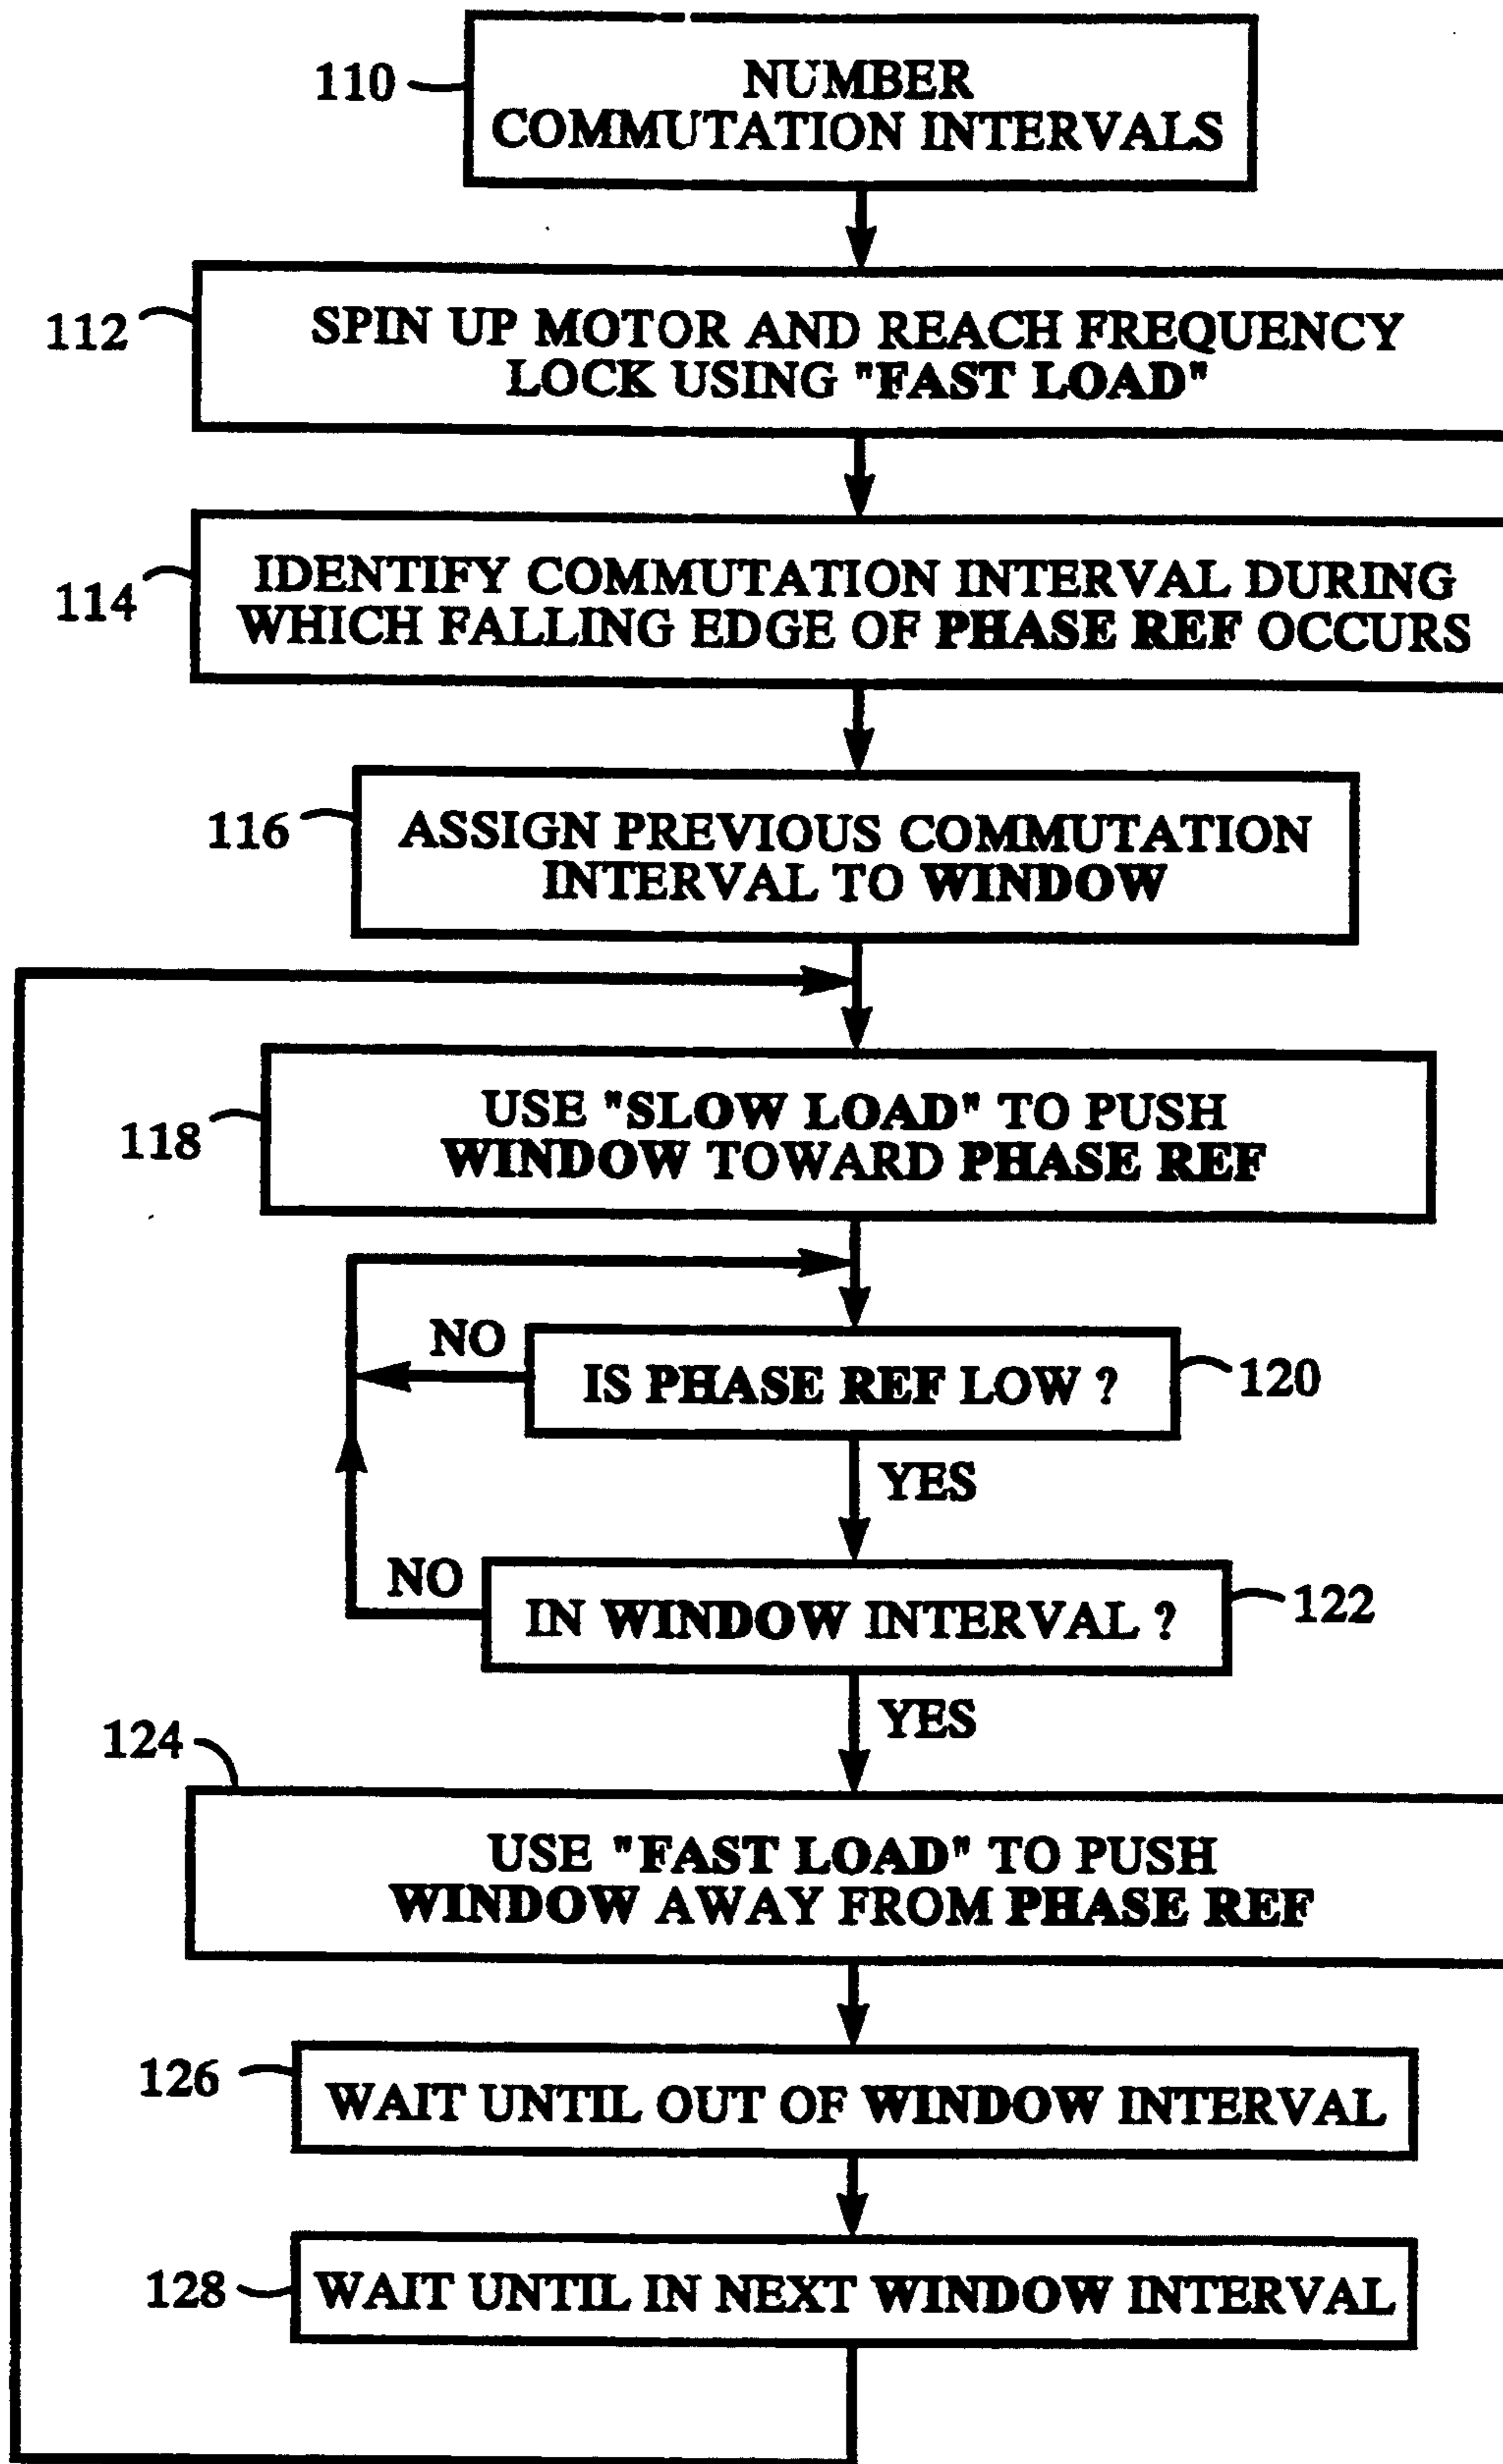 110
NUMBER
COMMUTATION INTERVALS
112
SPIN UP MOTOR AND REACH FREQUENCY
LOCK USING "FAST LOAD"
114
IDENTIFY COMMUTATION INTERVAL DURING
WHICH FALLING EDGE OF PHASE REF OCCURS
116
ASSIGN PREVIOUS COMMUTATION
INTERVAL TO WINDOW
118
USE "SLOW LOAD" TO PUSH
WINDOW TOWARD PHASE REF
NO
IS PHASE REF LOW ?
120
YES
NO
IN WINDOW INTERVAL ?
122
YES
124
USE "FAST LOAD" TO PUSH
WINDOW AWAY FROM PHASE REF
126
WAIT UNTIL OUT OF WINDOW INTERVAL
128
WAIT UNTIL IN NEXT WINDOW INTERVAL